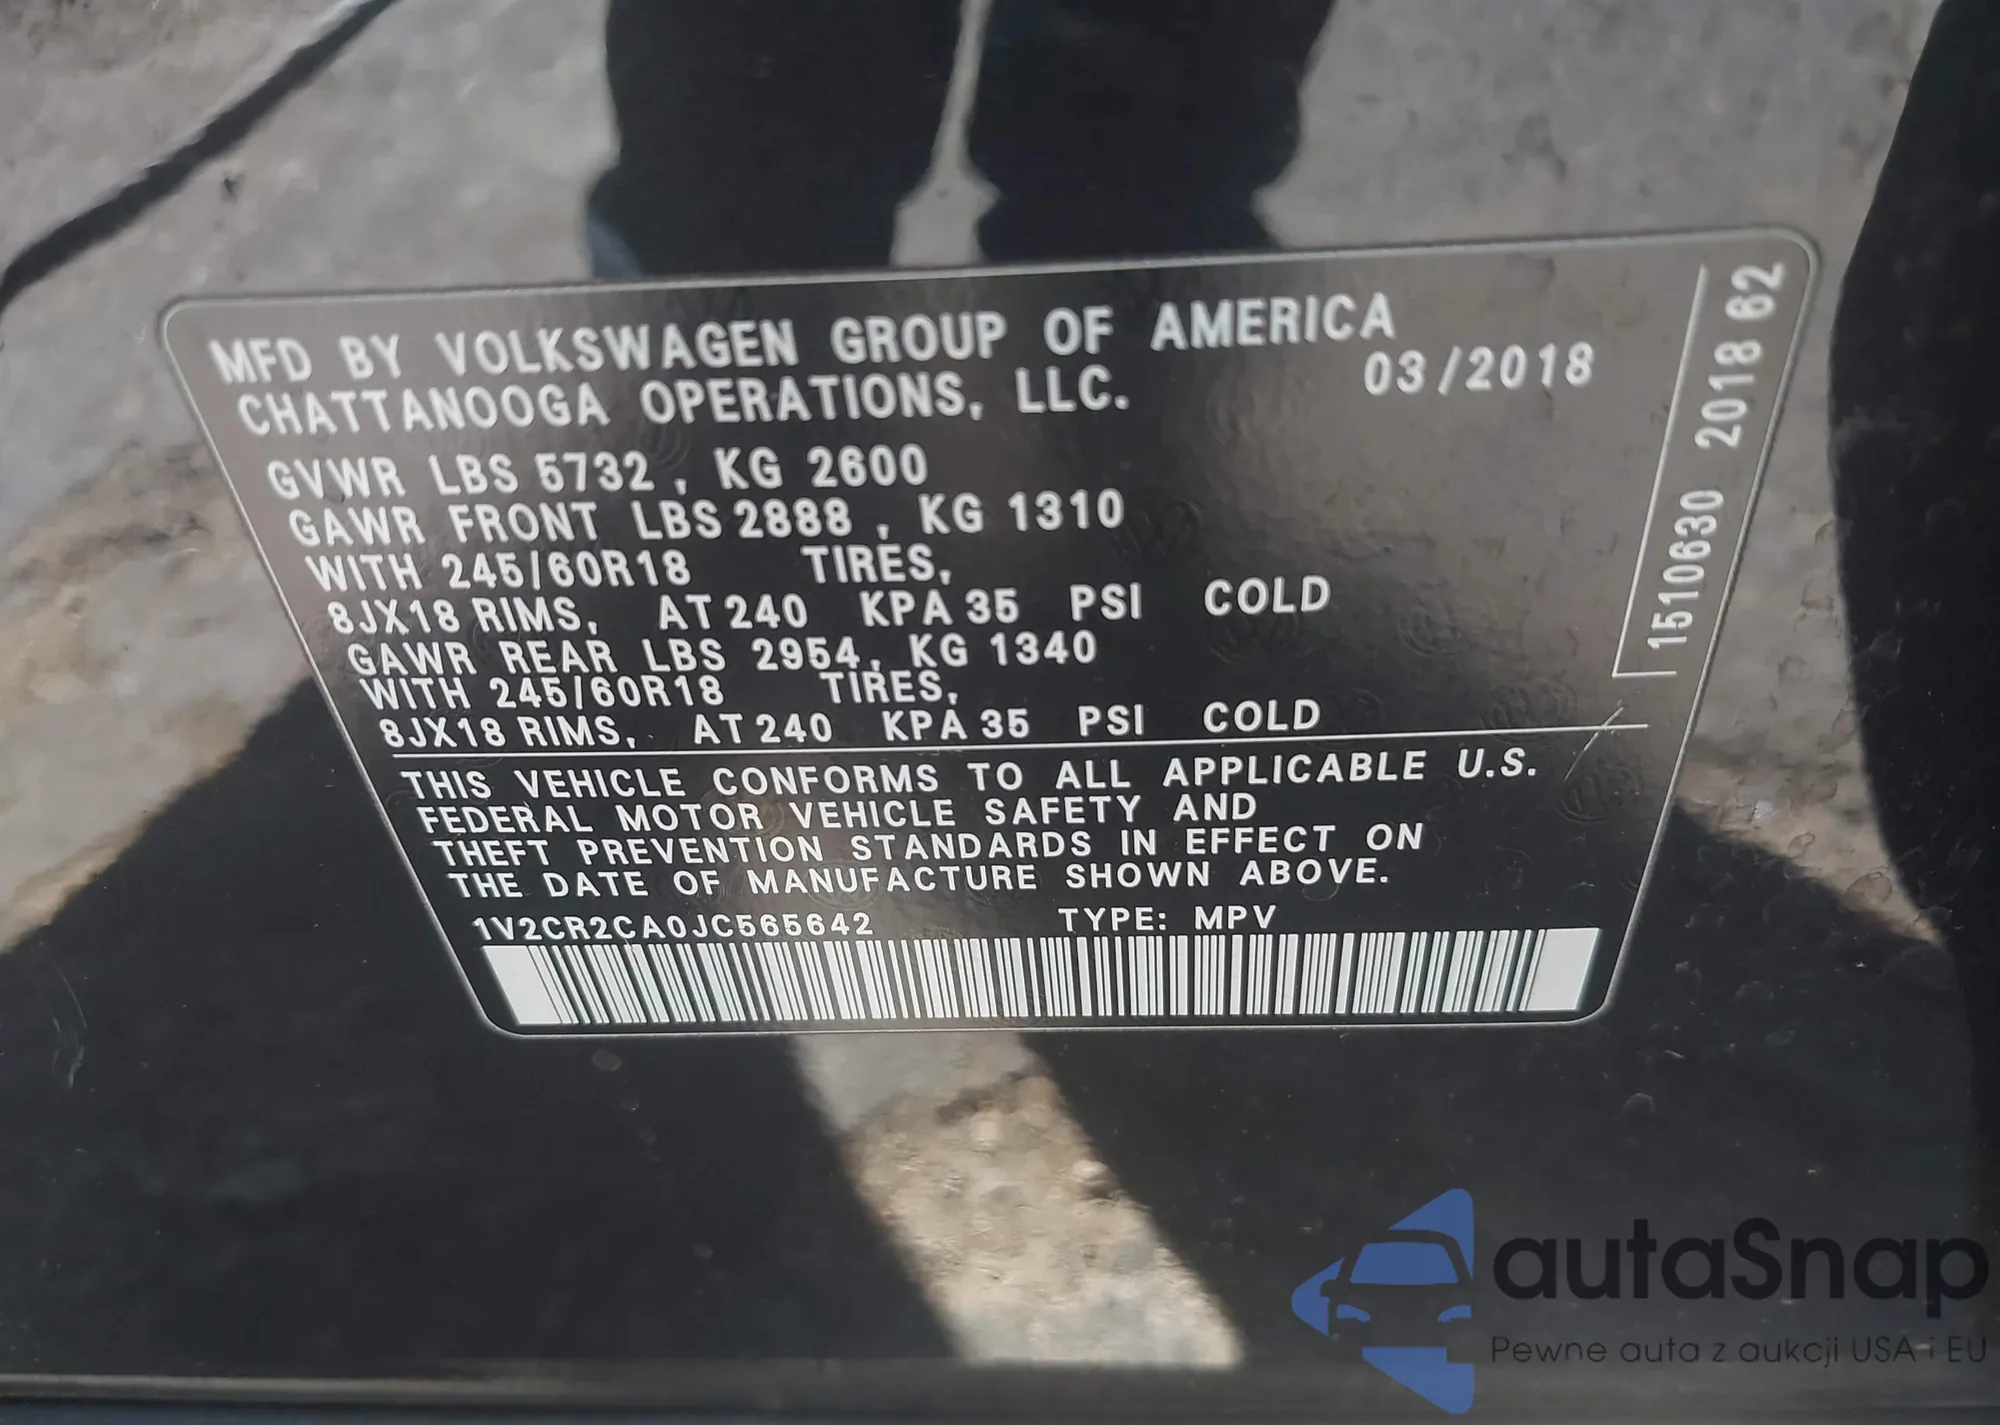 MFD BY VOLKSWAGEN GROUP OF AMERICA
CHATTANOOGA OPERATIONS, LLC. 03/2018
GVWR LBS 5732 , KG 2600
GAWR FRONT LBS 2888 , KG 1310
WITH 245/60R18 TIRES,
8JX18 RIMS, AT 240 KPA 35 PSI COLD
GAWR REAR LBS 2954, KG 1340
WITH 245/60R18 TIRES,
8JX18 RIMS, AT 240 KPA 35 PSI COLD
THIS VEHICLE CONFORMS TO ALL APPLICABLE U.S.
FEDERAL MOTOR VEHICLE SAFETY AND
THEFT PREVENTION STANDARDS IN EFFECT ON
THE DATE OF MANUFACTURE SHOWN ABOVE.
1V2CR2CA0JC565642 TYPE: MPV
1510630 2018 62
autaSnap
Pewne auta z aukcji USA i EU